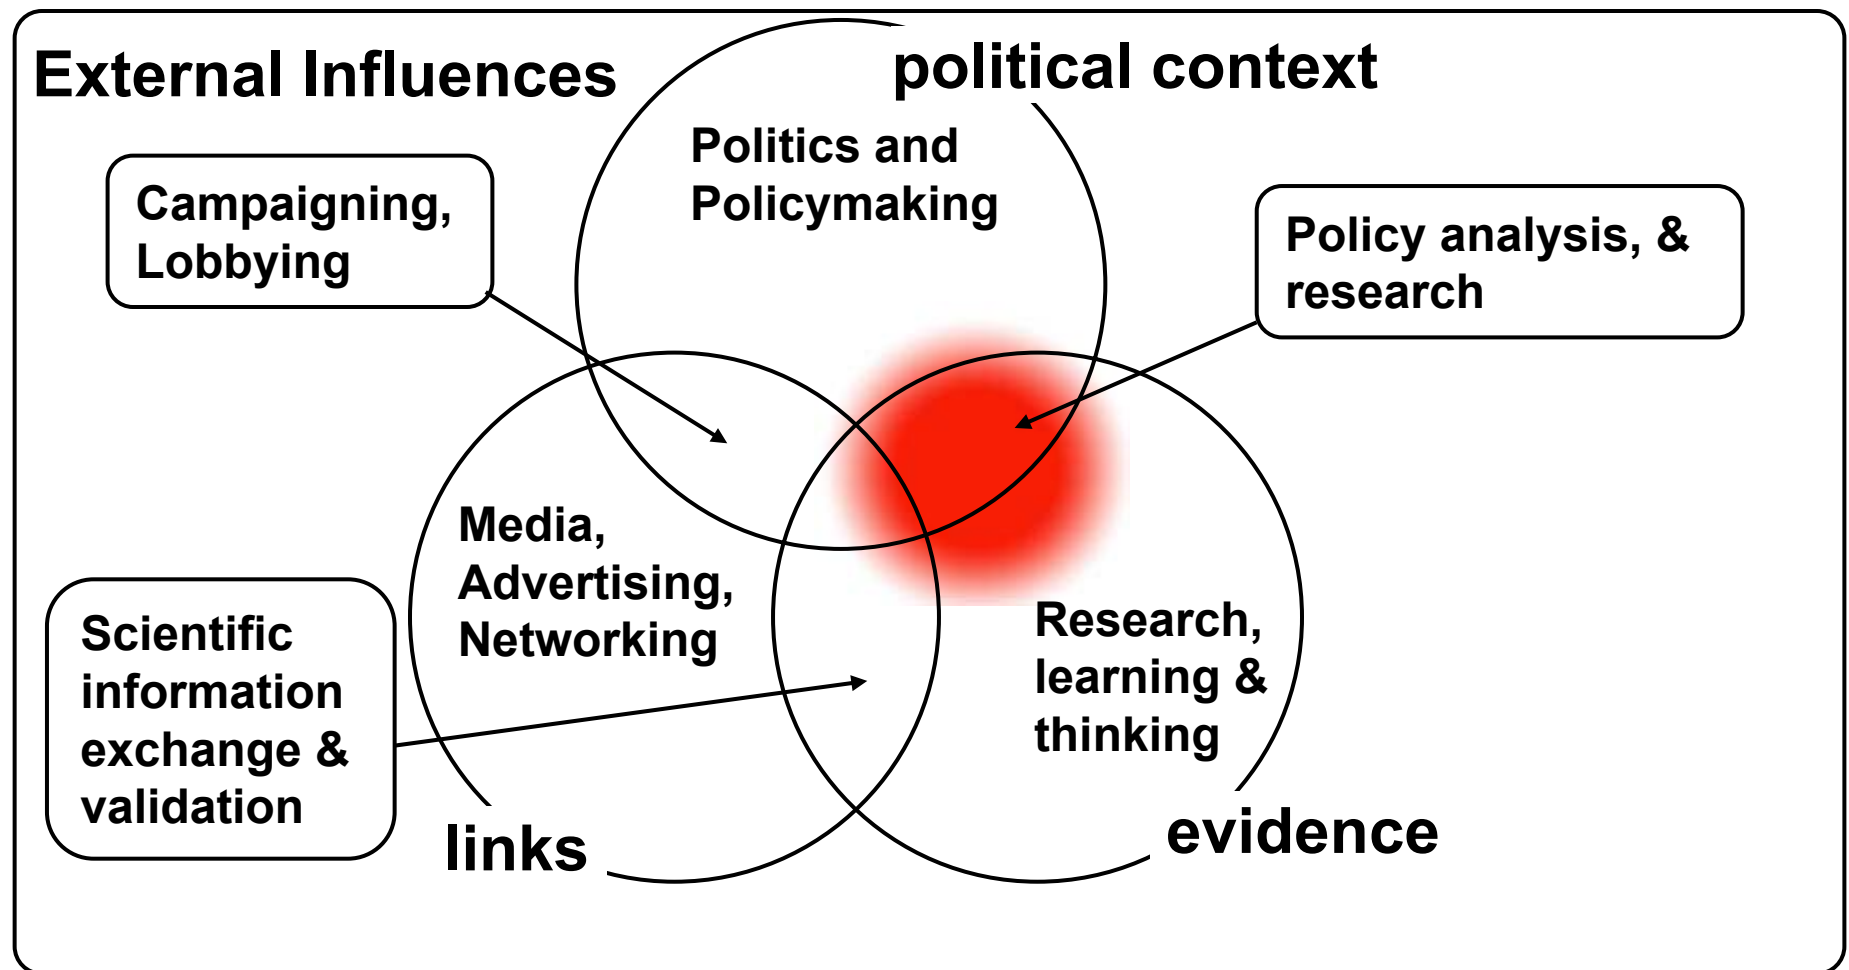 External Influences
political context
Politics and
Policymaking
Campaigning,
Lobbying
Policy analysis, &
research
Media,
Advertising,
Networking
Scientific
information
exchange &
validation
Research,
learning &
thinking
links
evidence